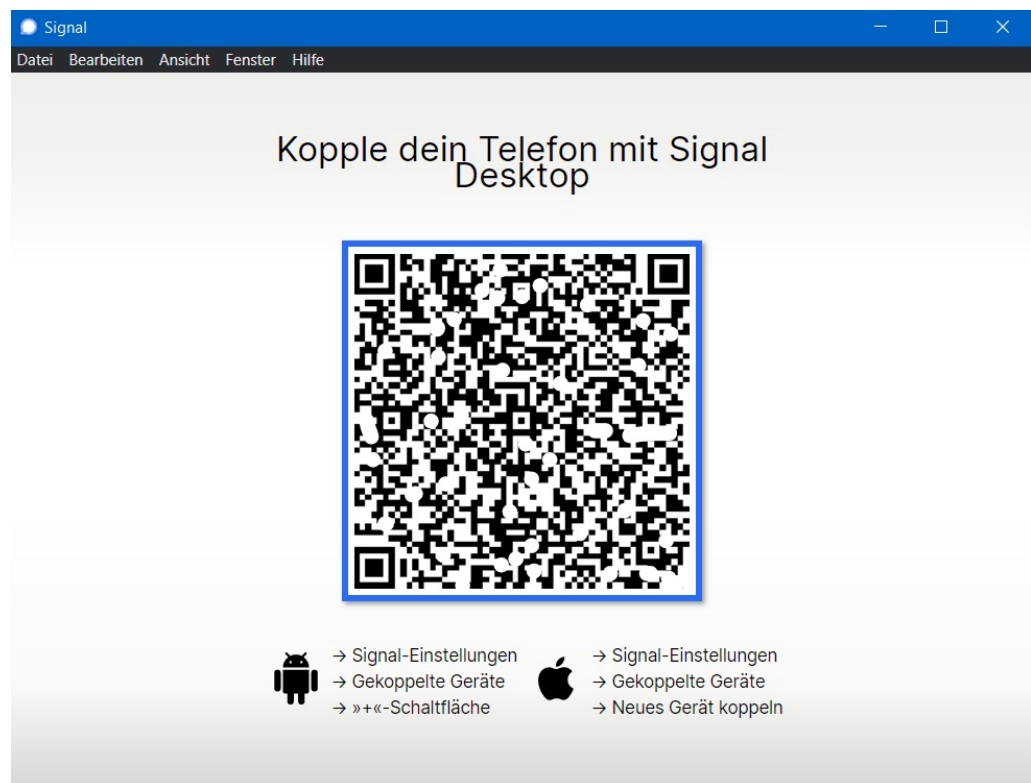 Signal
Datei Bearbeiten Ansicht Fenster Hilfe
Kopple dein Telefon mit Signal
Desktop
→ Signal-Einstellungen
→ Gekoppelte Geräte
→ »+«-Schaltfläche
→ Signal-Einstellungen
→ Gekoppelte Geräte
→ Neues Gerät koppeln